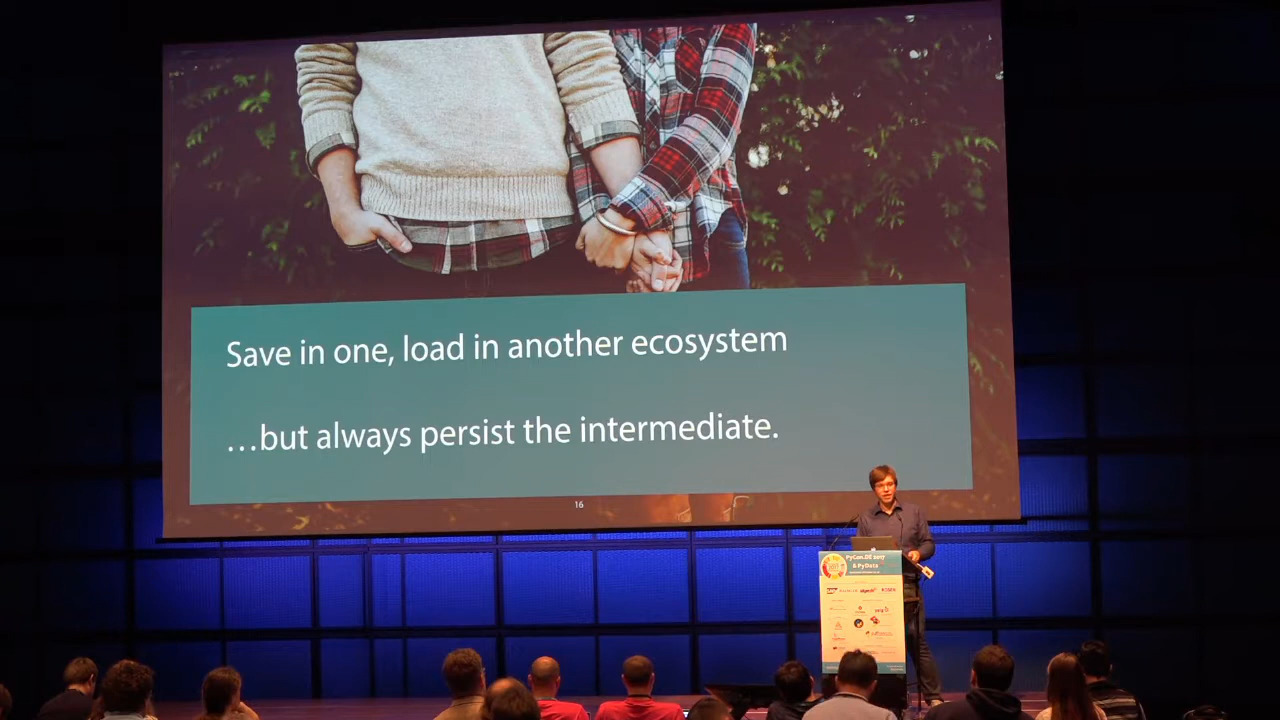 Save in one, load in another ecosystem
…but always persist the intermediate.
16
PyCon.DE 2017
& PyData